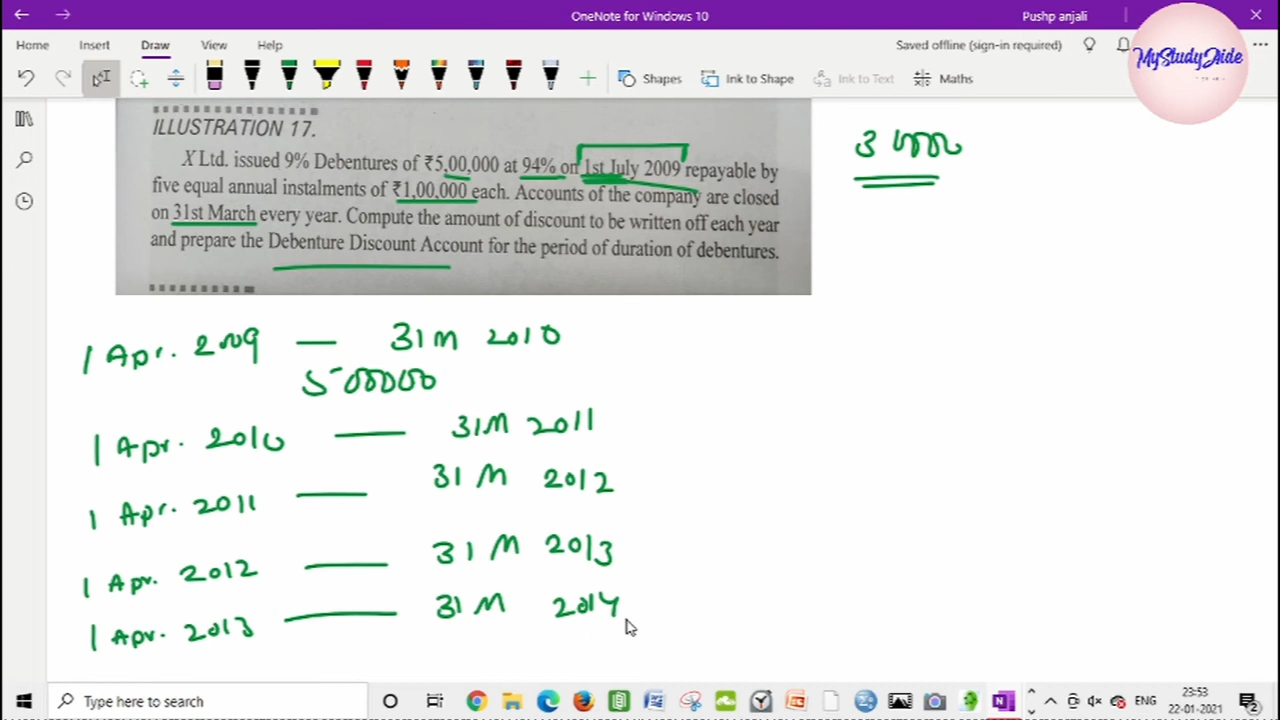 OneNote for Windows 10
Pushp anjali
Home Insert Draw View Help
Saved offline (sign-in required)
Shapes
Ink to Shape
Ink to Text
Maths
MyStudyAide
ILLUSTRATION 17.
X Ltd. issued 9% Debentures of ₹5,00,000 at 94% on 1st July 2009 repayable by
five equal annual instalments of ₹1,00,000 each. Accounts of the company are closed
on 31st March every year. Compute the amount of discount to be written off each year
and prepare the Debenture Discount Account for the period of duration of debentures.
1 Apr. 2009 — 31 M 2010
500000
1 Apr. 2010 — 31 M 2011
1 Apr. 2011 — 31 M 2012
1 Apr. 2012 — 31 M 2013
1 Apr. 2013 — 31 M 2014
Type here to search
ENG
23:53
22-01-2021
2